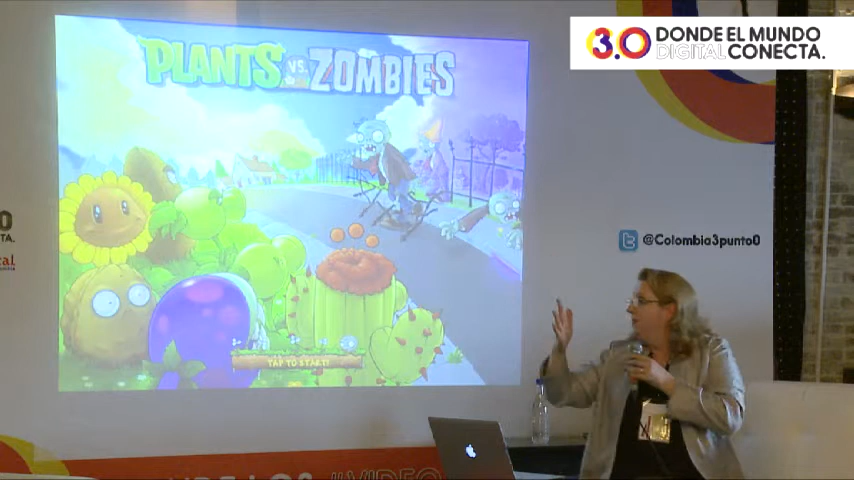 PLANTS VS. ZOMBIES
3.0 DONDE EL MUNDO
DIGITAL CONECTA.
@Colombia3punto0
TAP TO START!